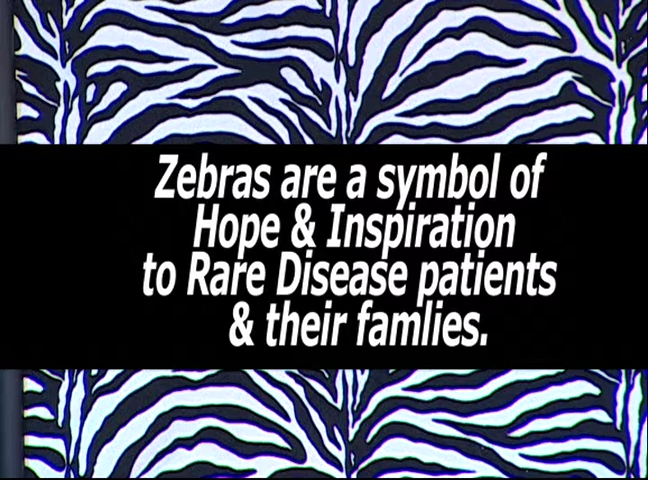 Zebras are a symbol of
Hope & Inspiration
to Rare Disease patients
& their famlies.